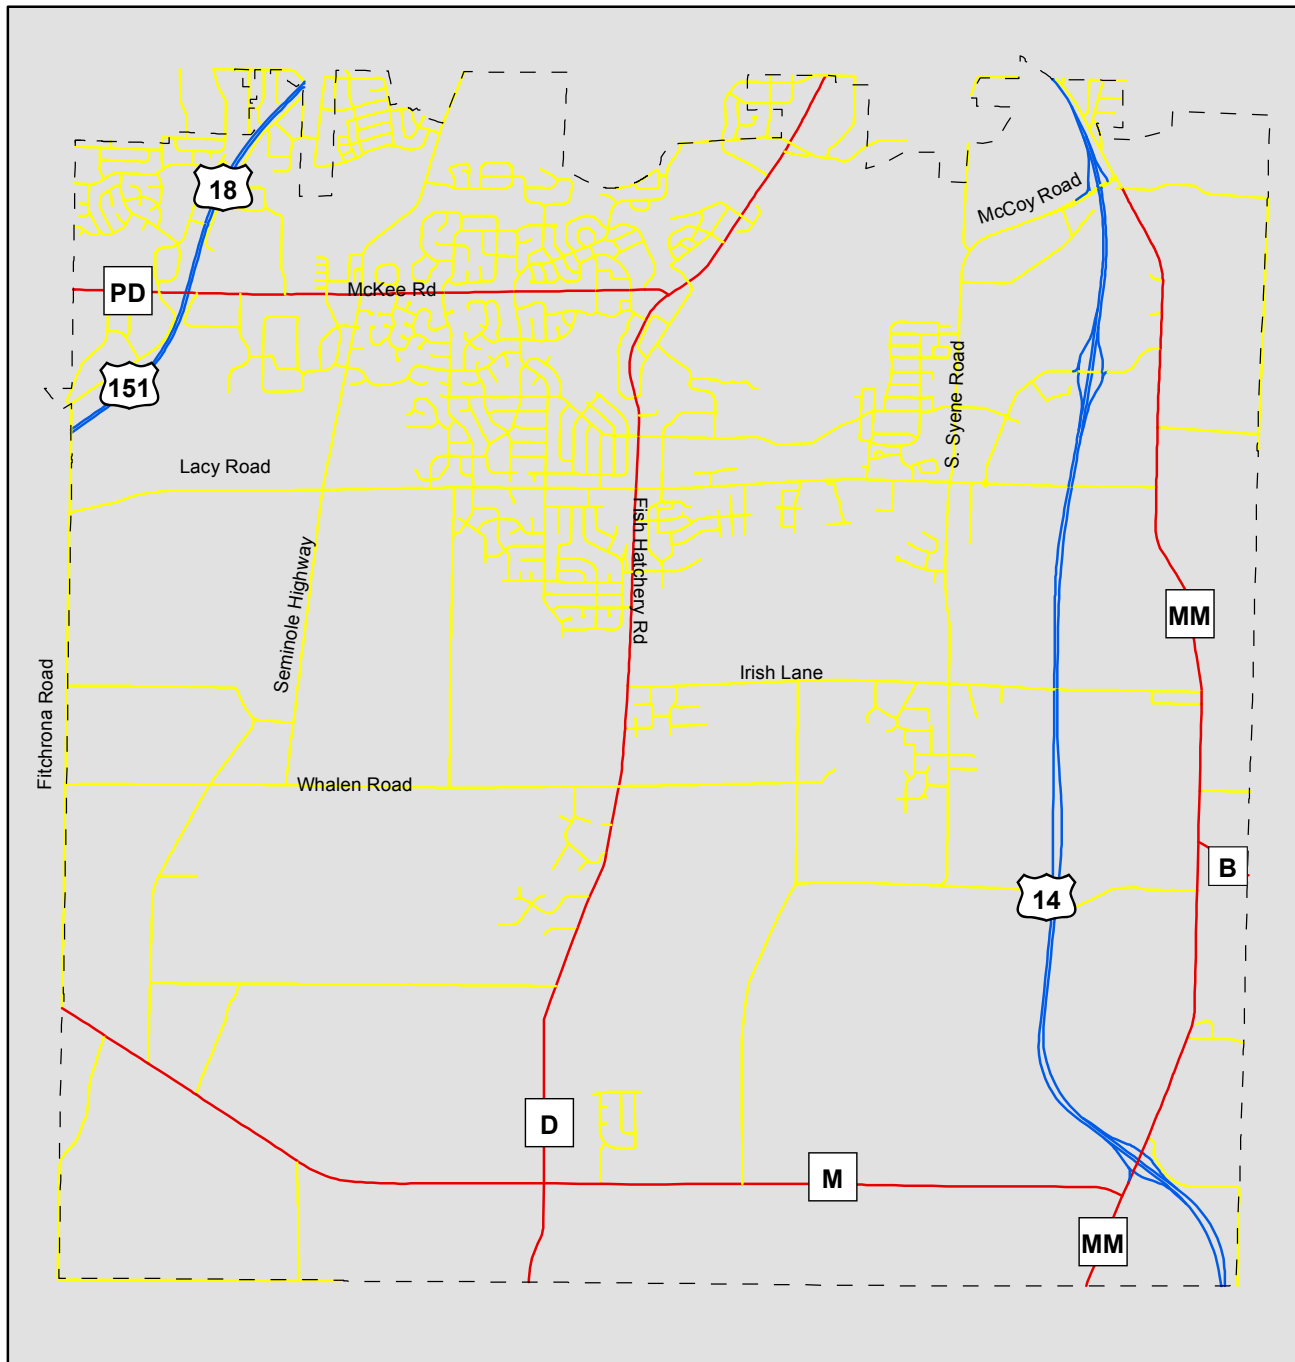 18
McCoy Road
PD
McKee Rd
151
S. Syene Road
Lacy Road
Fish Hatchery Rd
Seminole Highway
MM
Irish Lane
Fitchrona Road
Whalen Road
B
14
D
M
MM